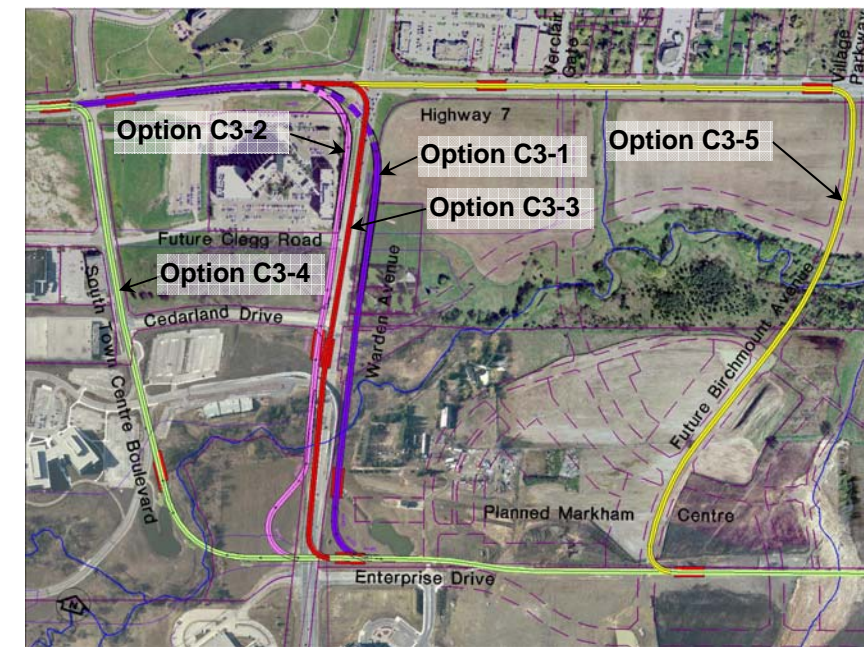 Verclair
Gate
Village
Parkway
Highway 7
Option C3-2
Option C3-1
Option C3-5
Option C3-3
Future Clegg Road
Option C3-4
Cedarland Drive
South Town Centre Boulevard
Warden Avenue
Future Birchmount Avenue
Planned Markham Centre
Enterprise Drive
N